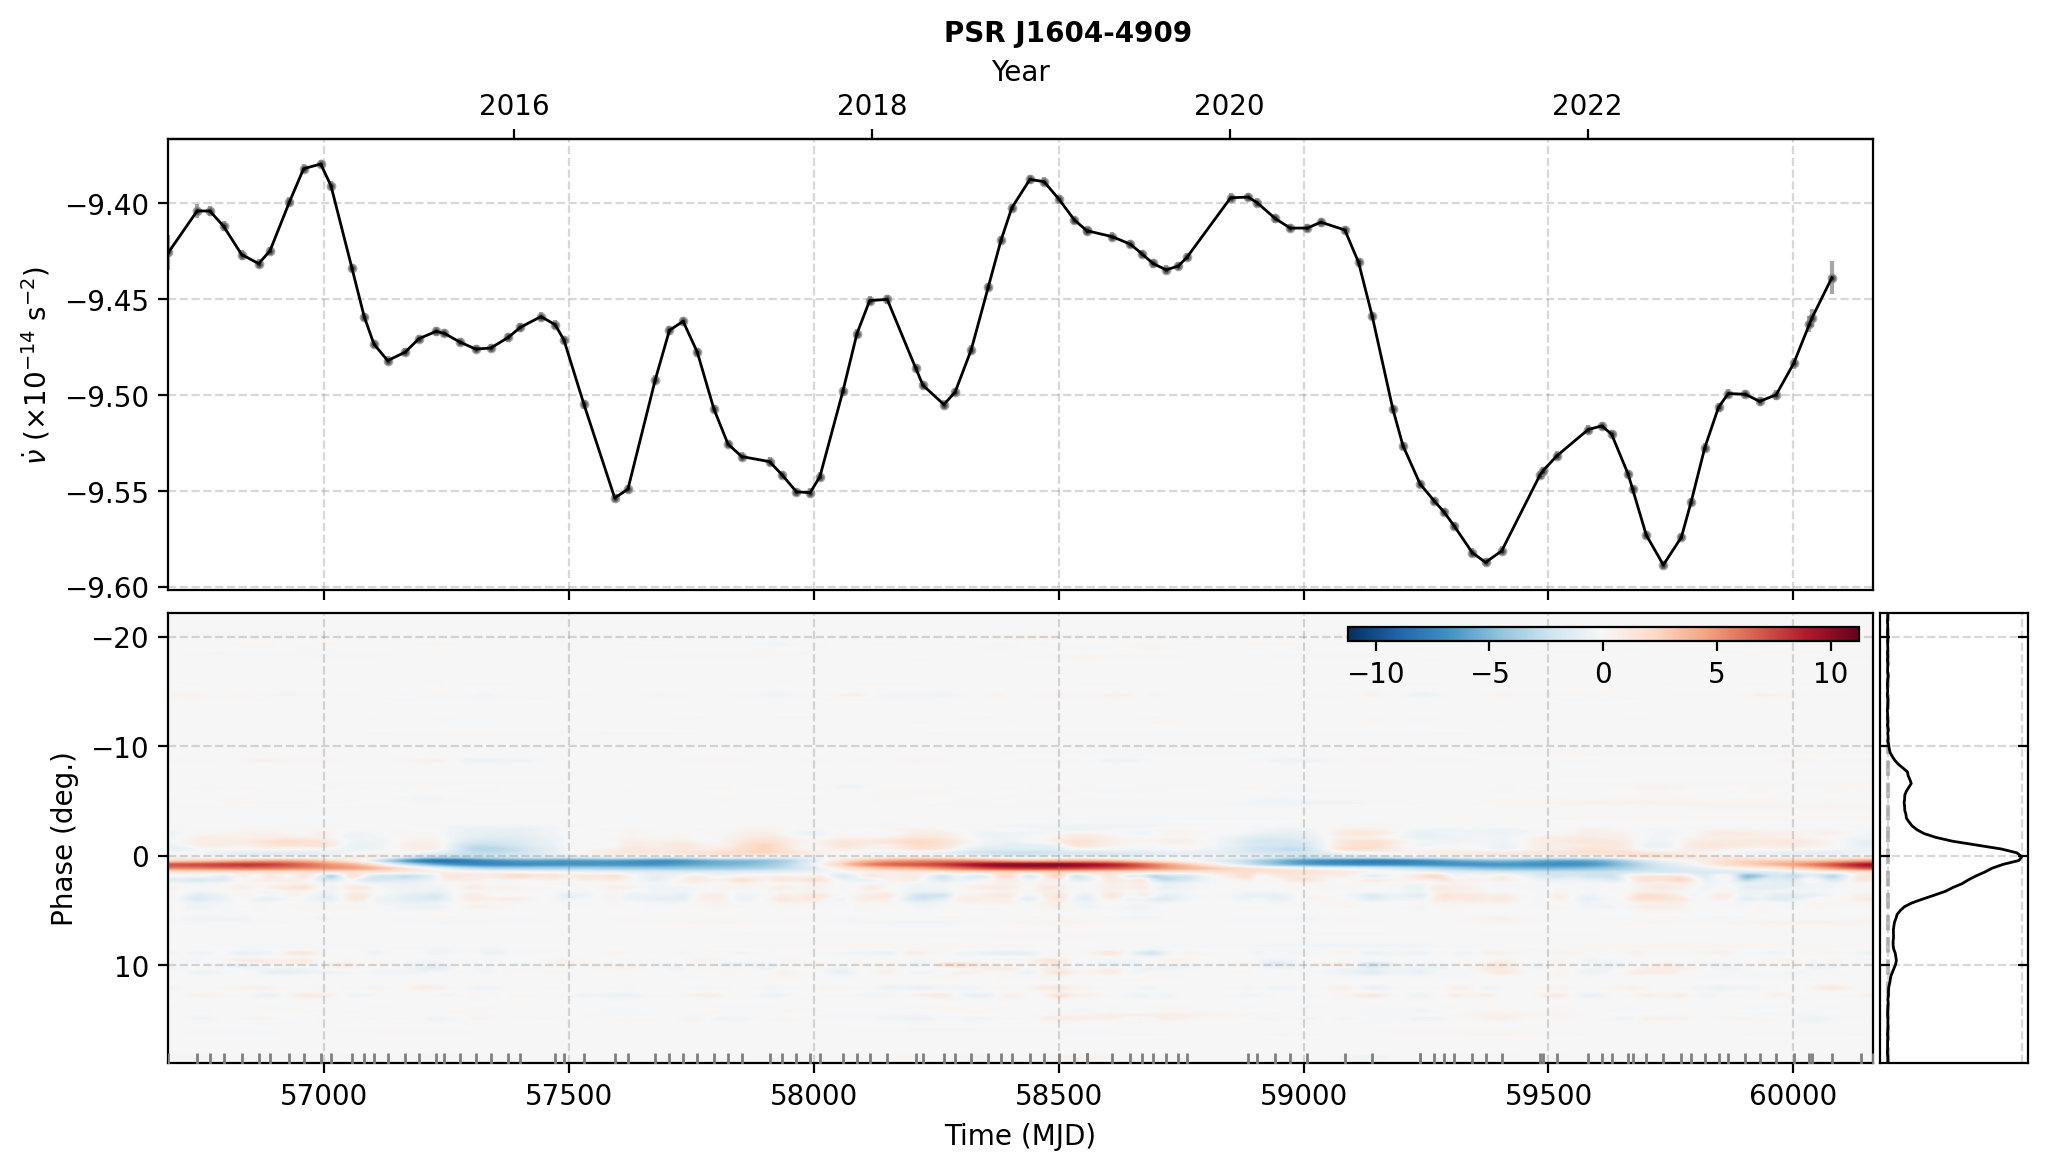 PSR J1604-4909
Year
2016 2018 2020 2022
−9.40
−9.45
−9.50
−9.55
−9.60
ν̇ (×10⁻¹⁴ s⁻²)
−10 −5 0 5 10
−20
−10
0
10
Phase (deg.)
57000 57500 58000 58500 59000 59500 60000
Time (MJD)